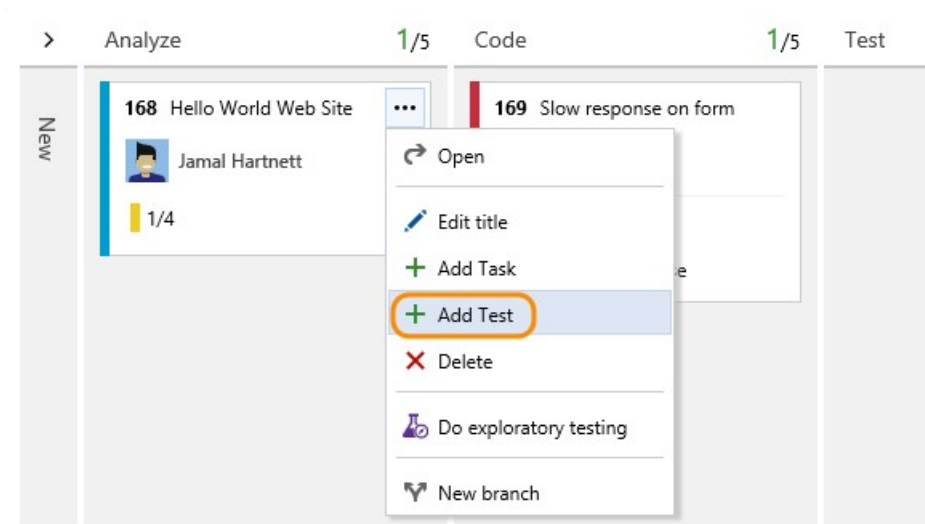 Analyze 1/5 Code 1/5 Test
New
168 Hello World Web Site
Jamal Hartnett
1/4
169 Slow response on form
e
Open
Edit title
Add Task
Add Test
Delete
Do exploratory testing
New branch